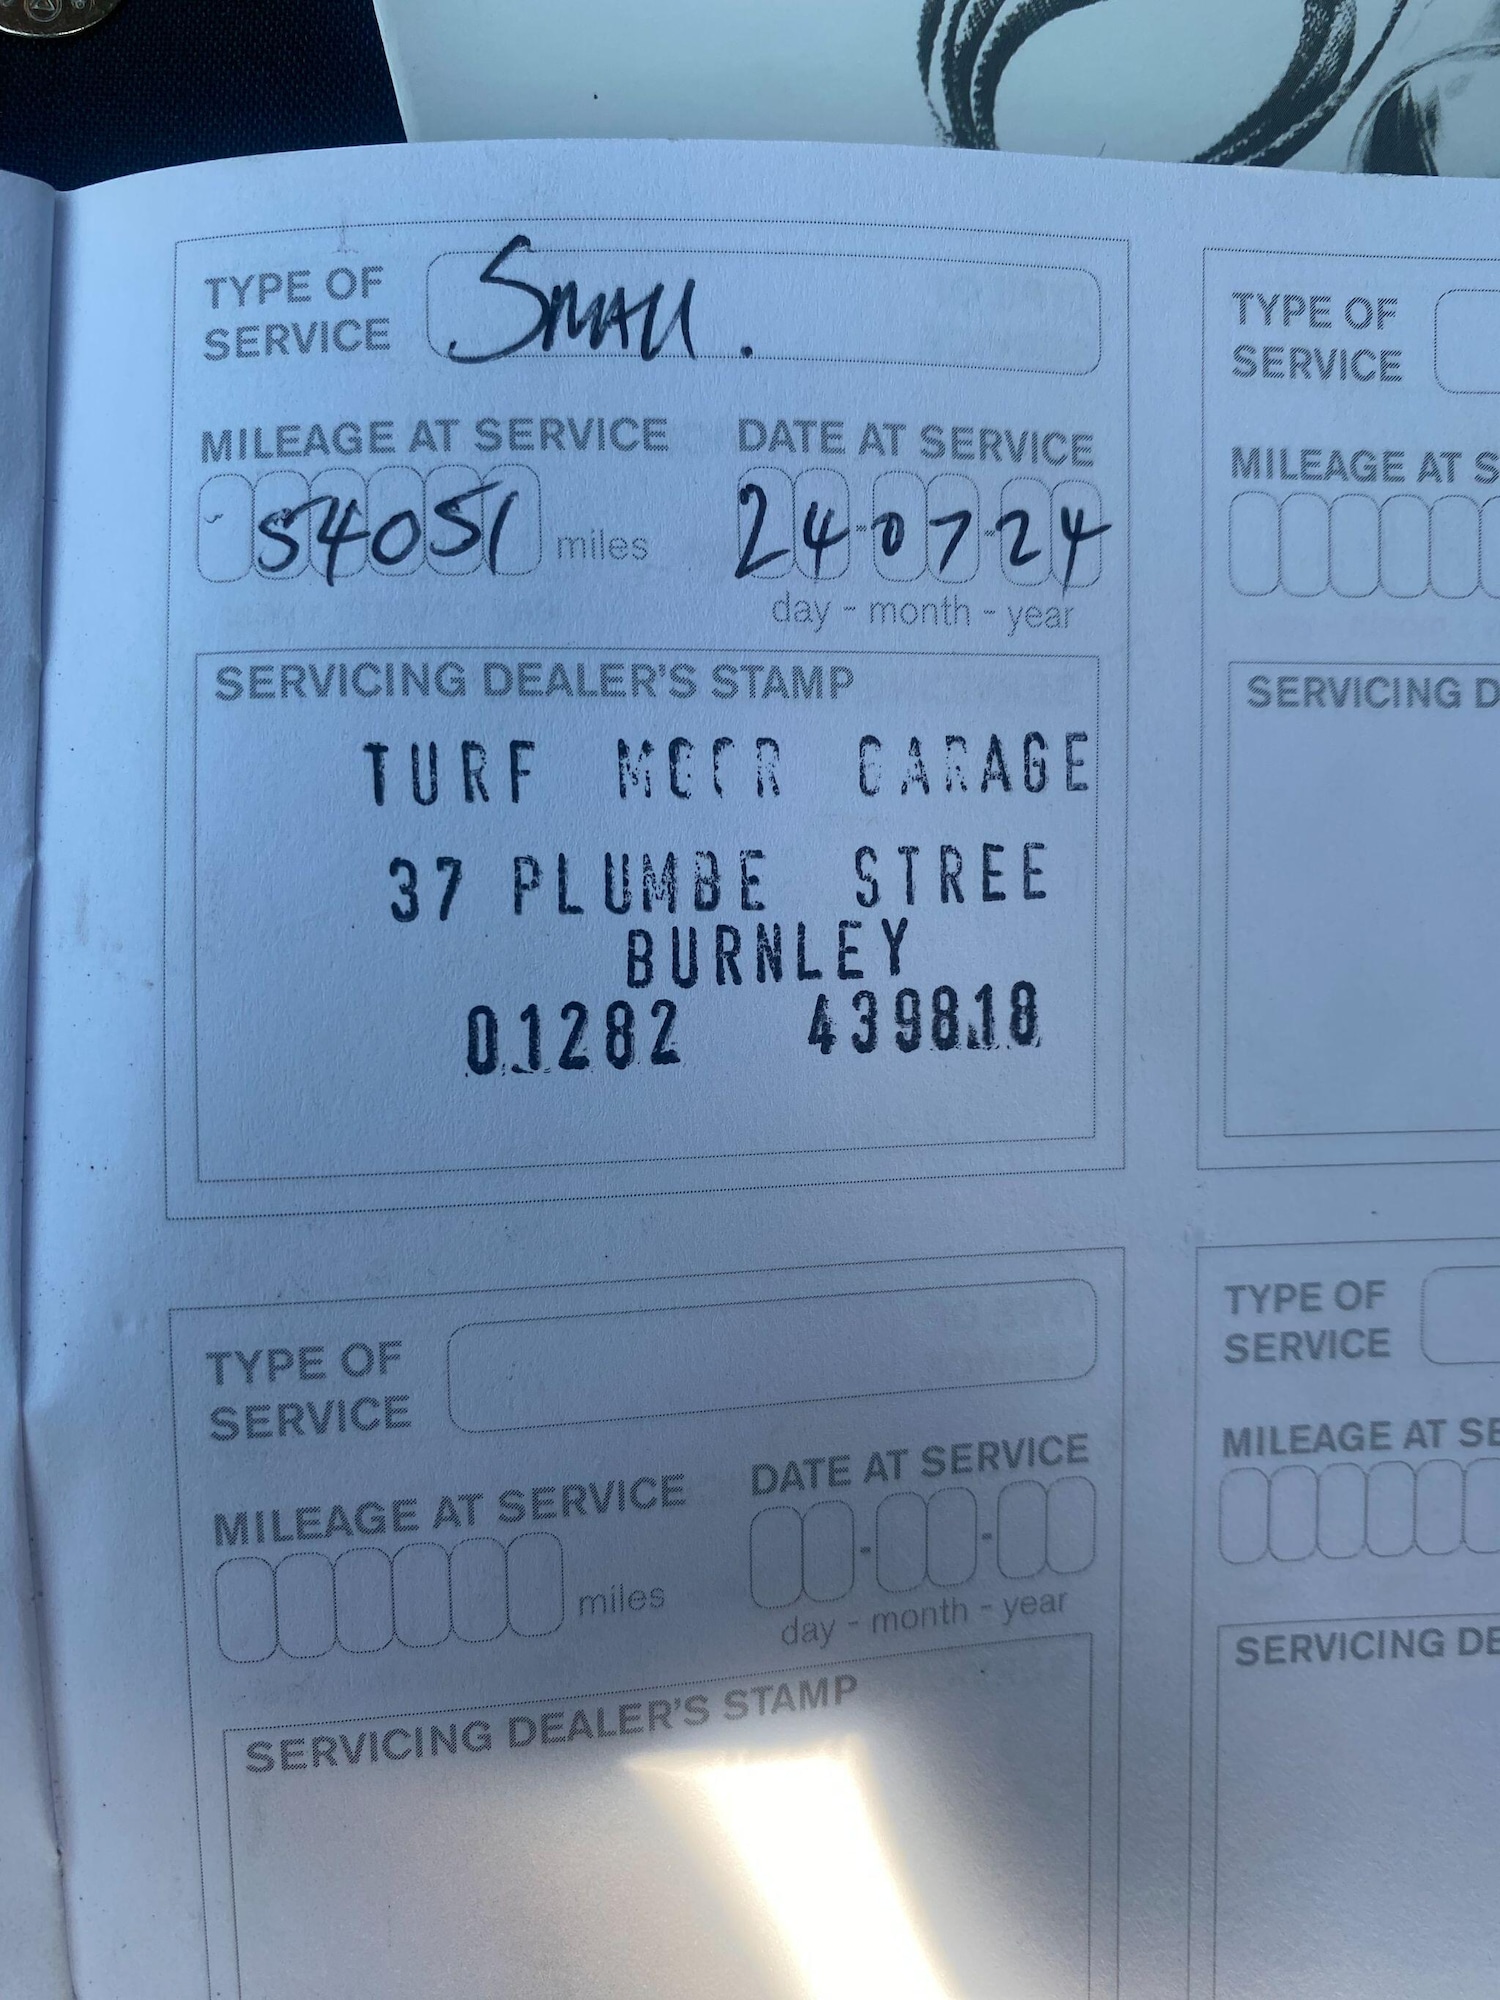 TYPE OF
SERVICE
SMALL.
MILEAGE AT SERVICE
- 54051 miles
DATE AT SERVICE
24-07-24
day - month - year
SERVICING DEALER'S STAMP
TURF MOOR GARAGE
37 PLUMBE STREE
BURNLEY
01282 439818
TYPE OF
SERVICE
MILEAGE AT S
SERVICING D
TYPE OF
SERVICE
MILEAGE AT SERVICE
miles
DATE AT SERVICE
day - month - year
SERVICING DEALER'S STAMP
TYPE OF
SERVICE
MILEAGE AT SE
SERVICING DE